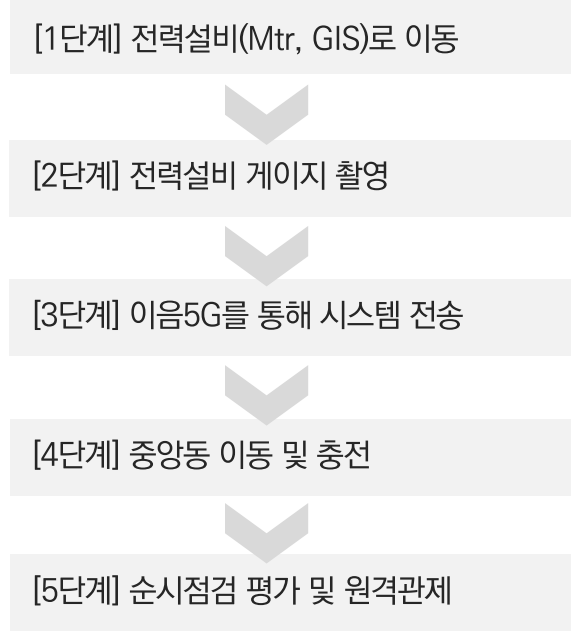 [1단계] 전력설비(Mtr, GIS)로 이동
[2단계] 전력설비 게이지 촬영
[3단계] 이음5G를 통해 시스템 전송
[4단계] 중앙동 이동 및 충전
[5단계] 순시점검 평가 및 원격관제